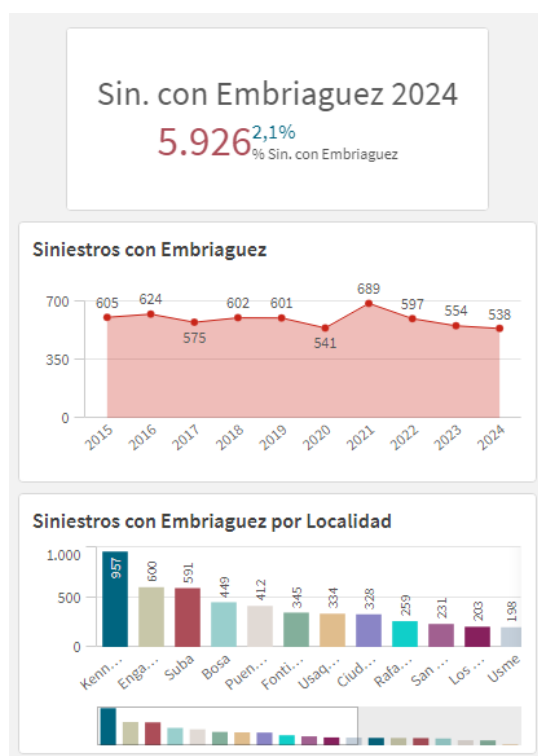 Sin. con Embriaguez 2024
5.926 2,1%
% Sin. con Embriaguez
Siniestros con Embriaguez
700
350
0
605
624
575
602
601
541
689
597
554
538
2015
2016
2017
2018
2019
2020
2021
2022
2023
2024
Siniestros con Embriaguez por Localidad
1.000
500
0
957
600
591
449
412
345
334
328
259
231
203
198
Kenn...
Enga...
Suba
Bosa
Puen...
Fonti...
Usaq...
Ciud...
Rafa...
San ...
Los ...
Usme